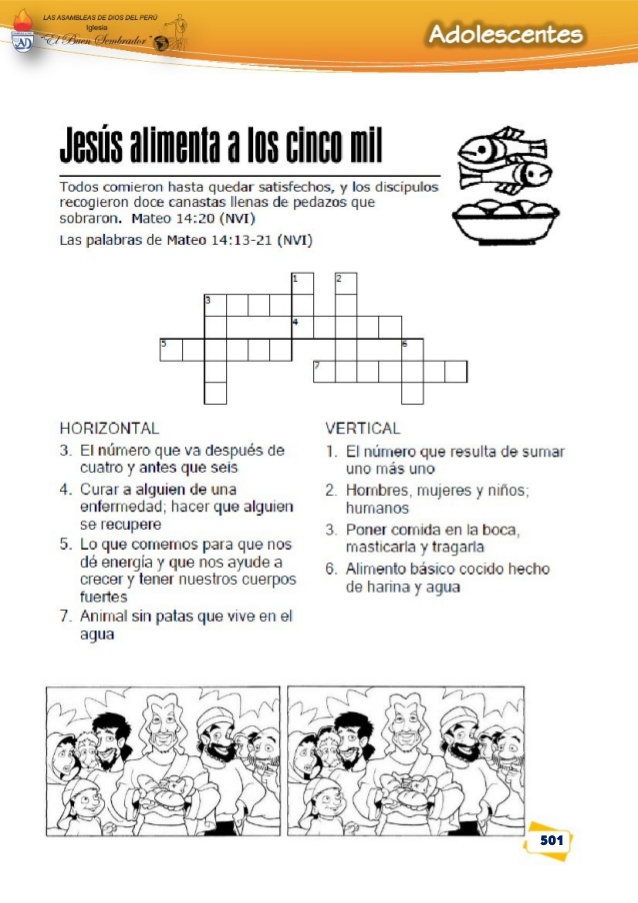 LAS ASAMBLEAS DE DIOS DEL PERÚ
Iglesia
"El Buen Sembrador"
AD
Adolescentes
Jesús alimenta a los cinco mil
Todos comieron hasta quedar satisfechos, y los discípulos
recogieron doce canastas llenas de pedazos que
sobraron. Mateo 14:20 (NVI)
Las palabras de Mateo 14:13-21 (NVI)
1 2
3
4
5 6
7
HORIZONTAL
3. El número que va después de
cuatro y antes que seis
4. Curar a alguien de una
enfermedad; hacer que alguien
se recupere
5. Lo que comemos para que nos
dé energía y que nos ayude a
crecer y tener nuestros cuerpos
fuertes
7. Animal sin patas que vive en el
agua
VERTICAL
1. El número que resulta de sumar
uno más uno
2. Hombres, mujeres y niños;
humanos
3. Poner comida en la boca,
masticarla y tragarla
6. Alimento básico cocido hecho
de harina y agua
501